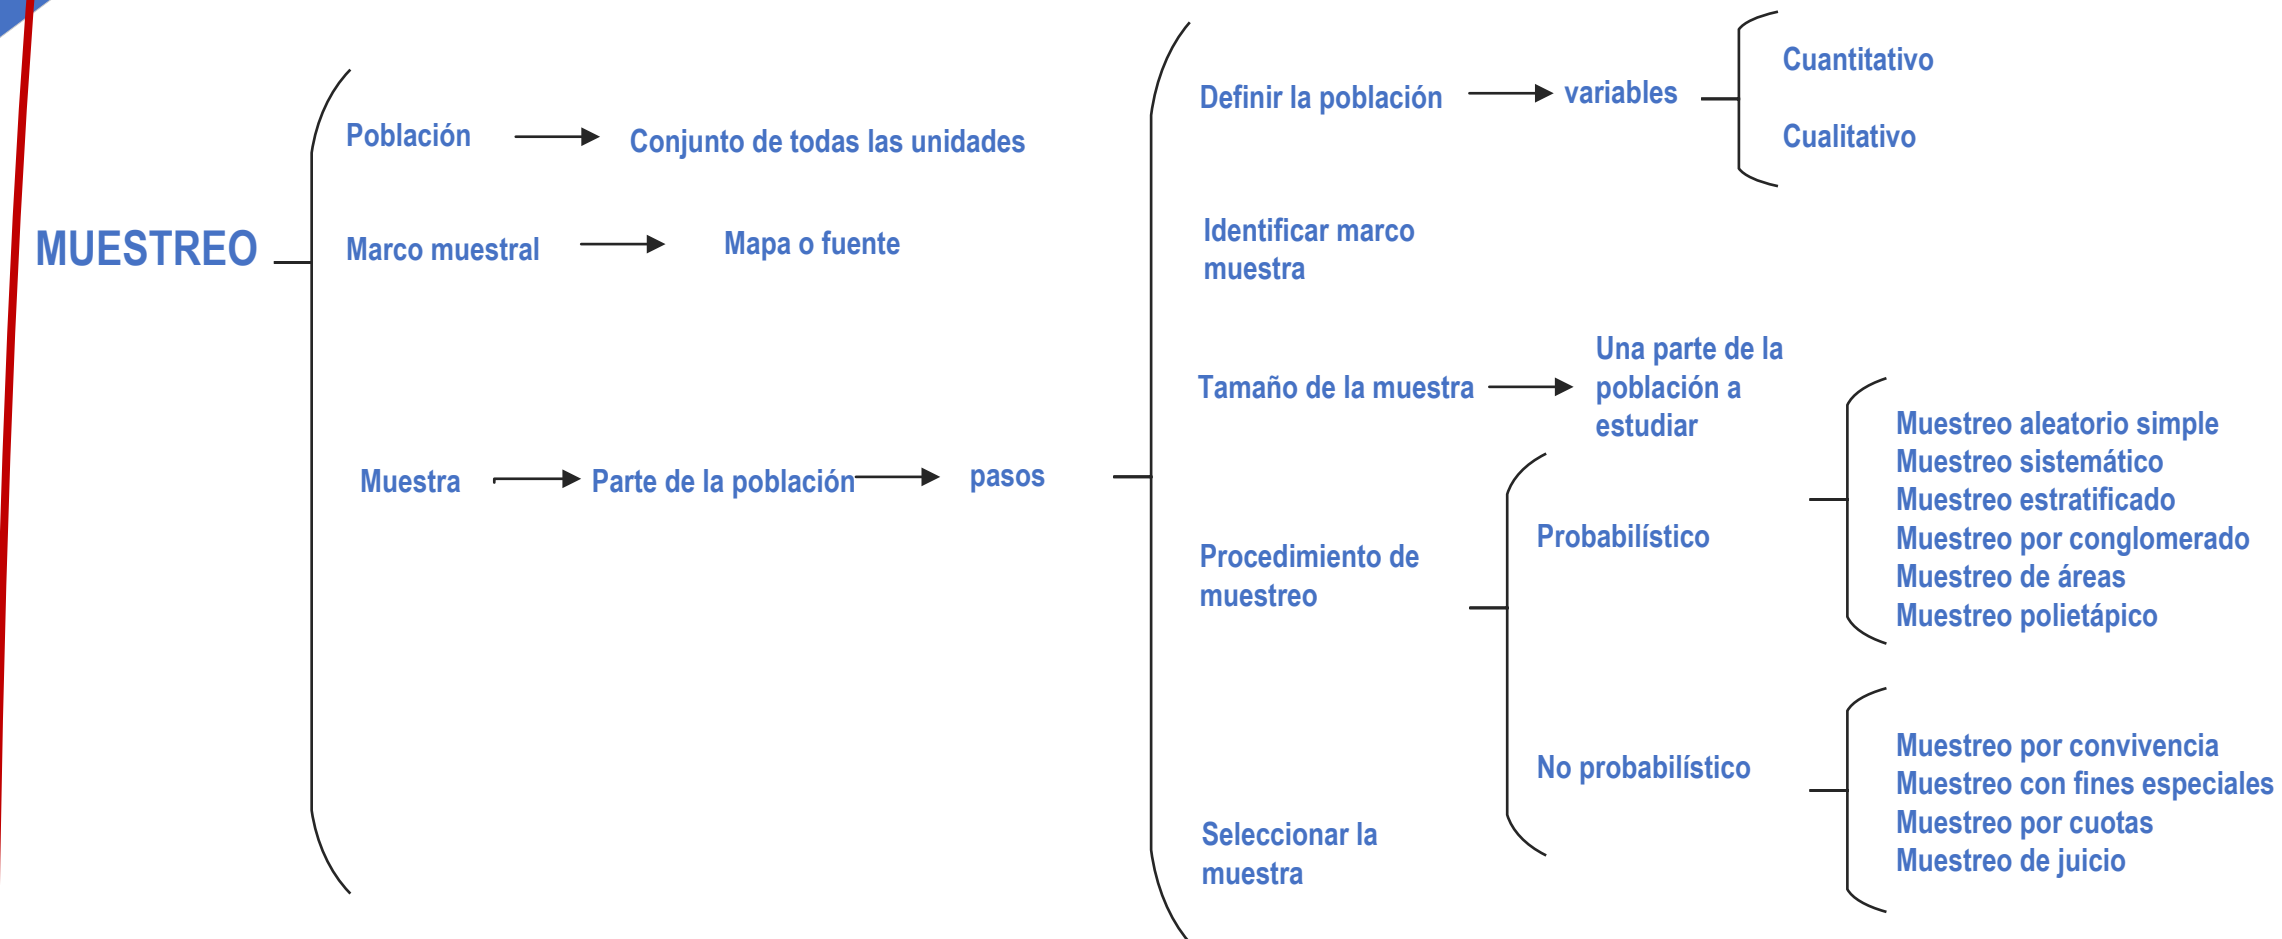 MUESTREO
Población
Conjunto de todas las unidades
Marco muestral
Mapa o fuente
Muestra
Parte de la población
pasos
Definir la población
variables
Cuantitativo
Cualitativo
Identificar marco
muestra
Tamaño de la muestra
Una parte de la
población a
estudiar
Procedimiento de
muestreo
Probabilístico
Muestreo aleatorio simple
Muestreo sistemático
Muestreo estratificado
Muestreo por conglomerado
Muestreo de áreas
Muestreo polietápico
No probabilístico
Muestreo por convivencia
Muestreo con fines especiales
Muestreo por cuotas
Muestreo de juicio
Seleccionar la
muestra